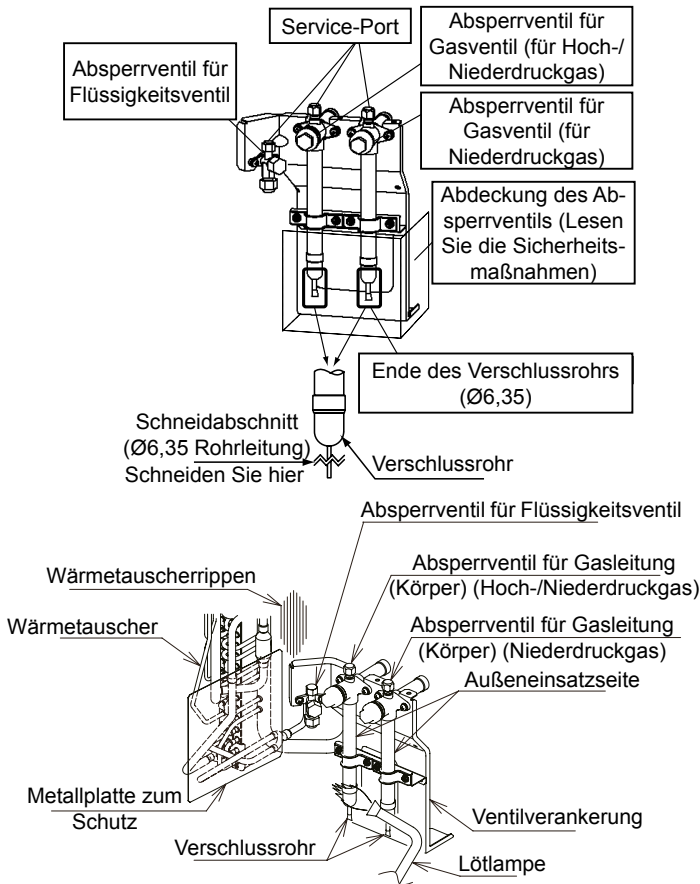 Service-Port
Absperrventil für
Gasventil (für Hoch-/
Niederdruckgas)
Absperrventil für
Flüssigkeitsventil
Absperrventil für
Gasventil (für
Niederdruckgas)
Abdeckung des Ab-
sperrventils (Lesen
Sie die Sicherheits-
maßnahmen)
Ende des Verschlussrohrs
(Ø6,35)
Schneidabschnitt
(Ø6,35 Rohrleitung)
Schneiden Sie hier
Verschlussrohr
Absperrventil für Flüssigkeitsventil
Wärmetauscherrippen
Absperrventil für Gasleitung
(Körper) (Hoch-/Niederdruckgas)
Wärmetauscher
Absperrventil für Gasleitung
(Körper) (Niederdruckgas)
Außeneinsatzseite
Metallplatte zum
Schutz
Ventilverankerung
Verschlussrohr
Lötlampe